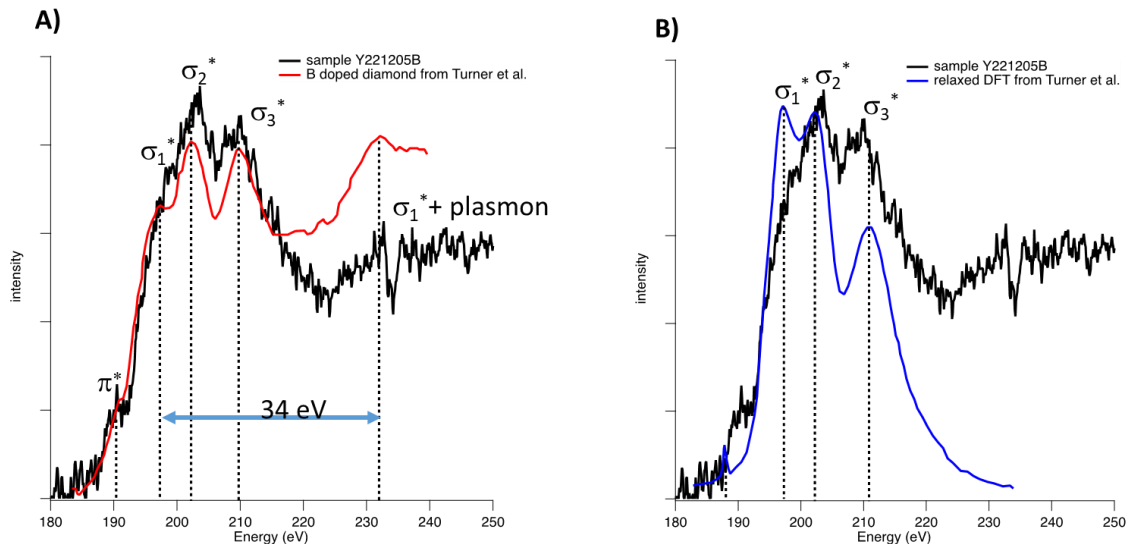 A)
sample Y221205B
B doped diamond from Turner et al.
σ2*
σ3*
σ1*
σ1*+ plasmon
π*
34 eV
intensity
180 190 200 210 220 230 240 250
Energy (eV)
B)
sample Y221205B
relaxed DFT from Turner et al.
σ1* σ2*
σ3*
intensity
180 190 200 210 220 230 240 250
Energy (eV)